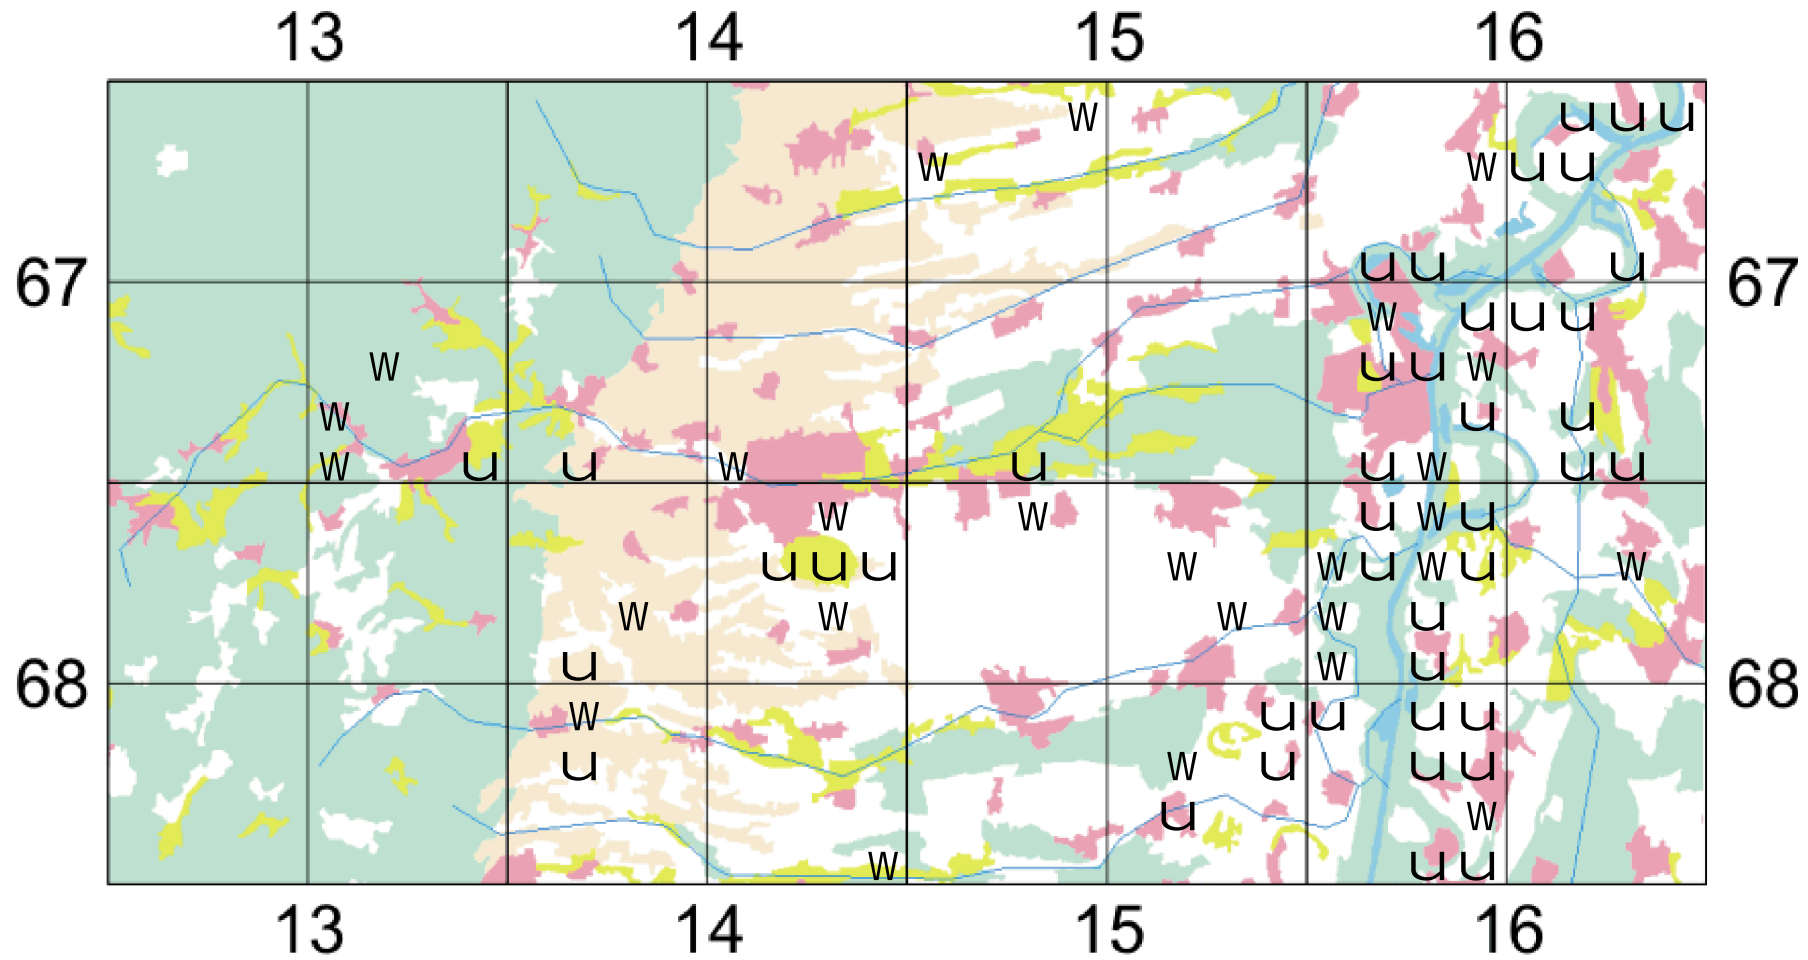 13 14 15 16
w u u u
w w u u
67 u u u 67
w u u u
w u u w
w u u
w u u w u u w u u
w w u w u
u u u w w u w u w
w w w w u
u w u
68 68
w u u u u
u w u u u
u w
w u u
13 14 15 16